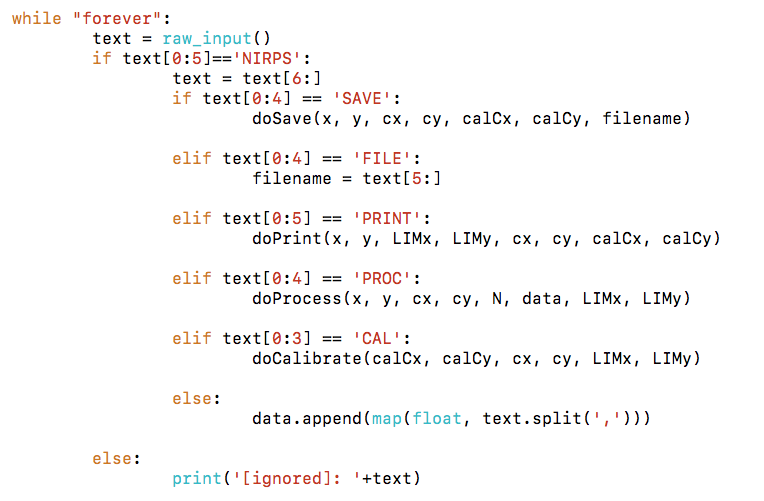 while "forever":
        text = raw_input()
        if text[0:5]=='NIRPS':
                text = text[6:]
                if text[0:4] == 'SAVE':
                        doSave(x, y, cx, cy, calCx, calCy, filename)

                elif text[0:4] == 'FILE':
                        filename = text[5:]

                elif text[0:5] == 'PRINT':
                        doPrint(x, y, LIMx, LIMy, cx, cy, calCx, calCy)

                elif text[0:4] == 'PROC':
                        doProcess(x, y, cx, cy, N, data, LIMx, LIMy)

                elif text[0:3] == 'CAL':
                        doCalibrate(calCx, calCy, cx, cy, LIMx, LIMy)

                else:
                        data.append(map(float, text.split(',')))

        else:
                print('[ignored]: '+text)